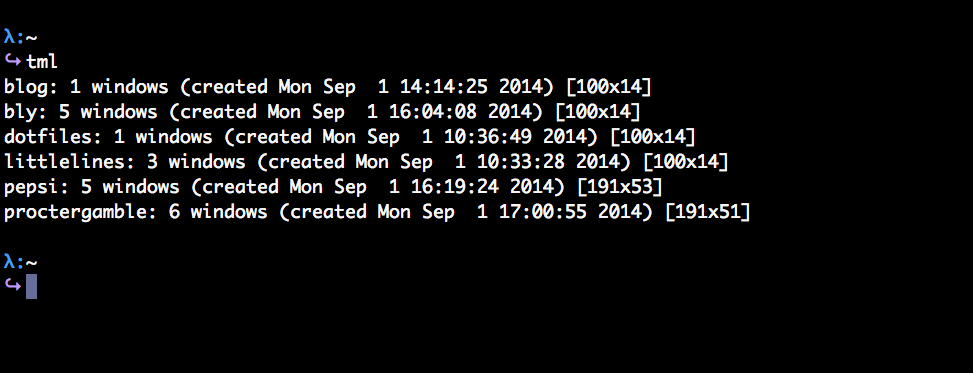 λ:~
↪ tml
blog: 1 windows (created Mon Sep  1 14:14:25 2014) [100x14]
bly: 5 windows (created Mon Sep  1 16:04:08 2014) [100x14]
dotfiles: 1 windows (created Mon Sep  1 10:36:49 2014) [100x14]
littlelines: 3 windows (created Mon Sep  1 10:33:28 2014) [100x14]
pepsi: 5 windows (created Mon Sep  1 16:19:24 2014) [191x53]
proctergamble: 6 windows (created Mon Sep  1 17:00:55 2014) [191x51]
λ:~
↪